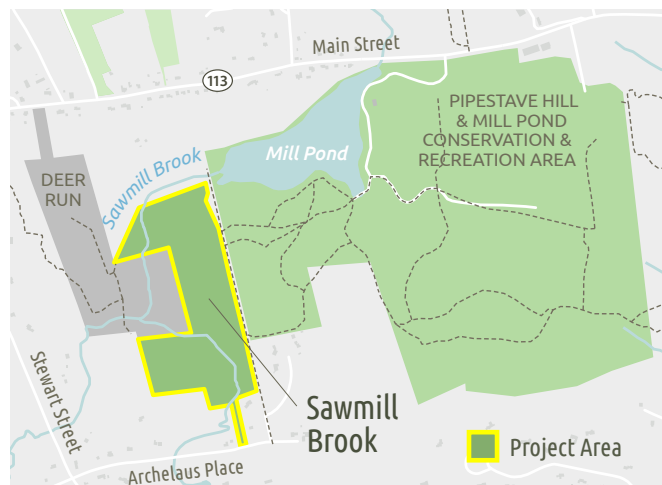 Main Street
113
PIPESTAVE HILL
& MILL POND
CONSERVATION &
RECREATION AREA
Mill Pond
Sawmill Brook
DEER
RUN
Stewart Street
Sawmill
Brook
Project Area
Archelaus Place